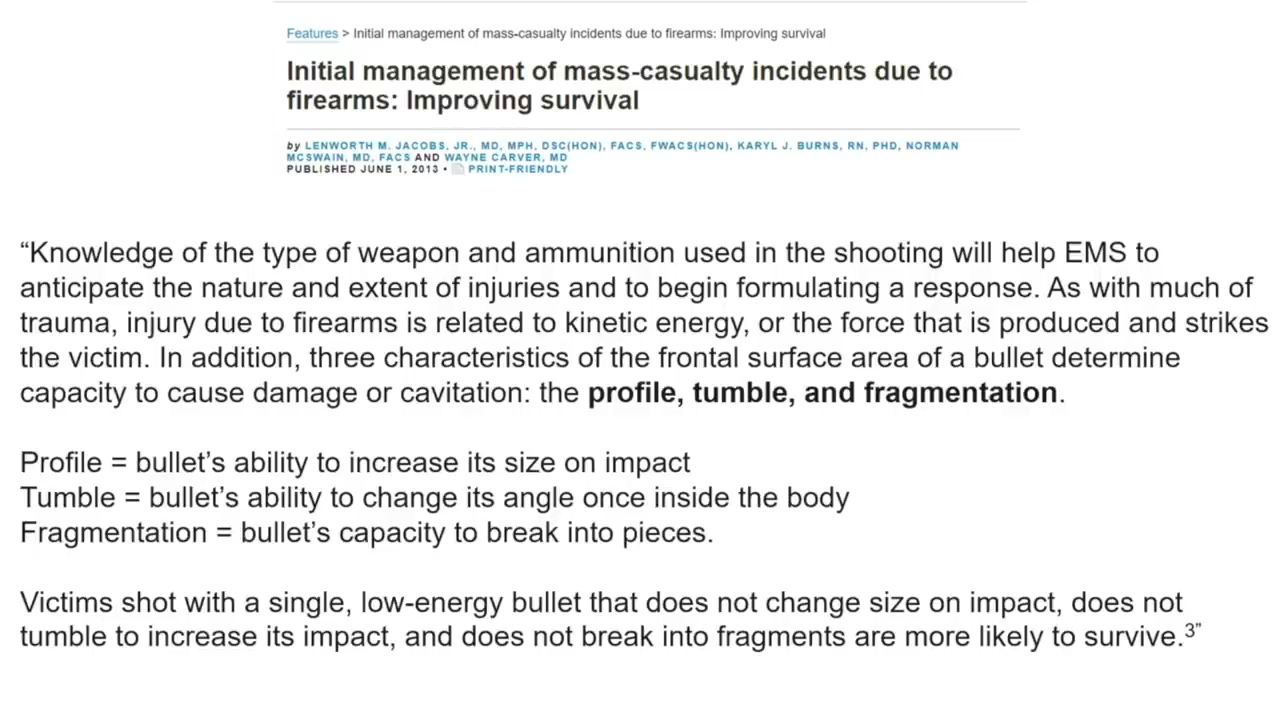 Features > Initial management of mass-casualty incidents due to firearms: Improving survival
Initial management of mass-casualty incidents due to
firearms: Improving survival
by LENWORTH M. JACOBS, JR., MD, MPH, DSC(HON), FACS, FWACS(HON), KARYL J. BURNS, RN, PHD, NORMAN
MCSWAIN, MD, FACS AND WAYNE CARVER, MD
PUBLISHED JUNE 1, 2013 • PRINT-FRIENDLY
“Knowledge of the type of weapon and ammunition used in the shooting will help EMS to
anticipate the nature and extent of injuries and to begin formulating a response. As with much of
trauma, injury due to firearms is related to kinetic energy, or the force that is produced and strikes
the victim. In addition, three characteristics of the frontal surface area of a bullet determine
capacity to cause damage or cavitation: the profile, tumble, and fragmentation.
Profile = bullet’s ability to increase its size on impact
Tumble = bullet’s ability to change its angle once inside the body
Fragmentation = bullet’s capacity to break into pieces.
Victims shot with a single, low-energy bullet that does not change size on impact, does not
tumble to increase its impact, and does not break into fragments are more likely to survive.3”